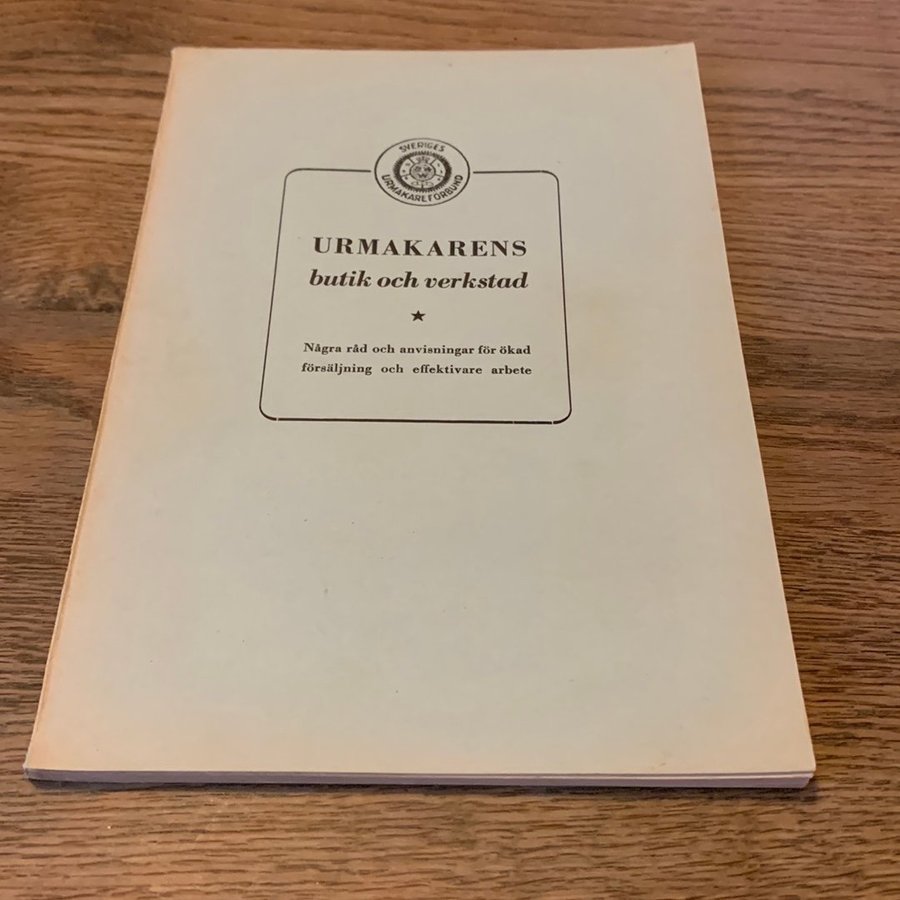 SVERIGES
URMAKAREFÖRBUND
URMAKARENS
butik och verkstad
Några råd och anvisningar för ökad
försäljning och effektivare arbete